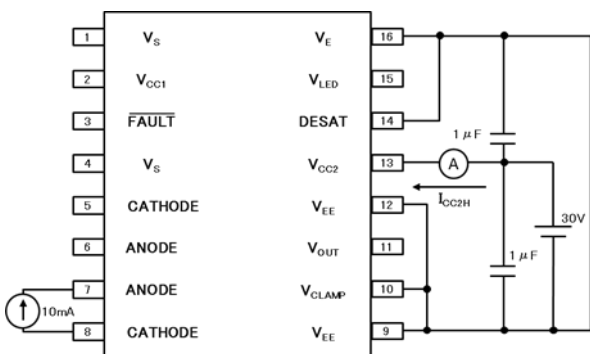 1 V_S V_E 16
2 V_CC1 V_LED 15
3 FAULT DESAT 14
1 μF
4 V_S V_CC2 13 A
I_CC2H
5 CATHODE V_EE 12
30V
6 ANODE V_OUT 11
1 μF
7 ANODE V_CLAMP 10
10mA
8 CATHODE V_EE 9